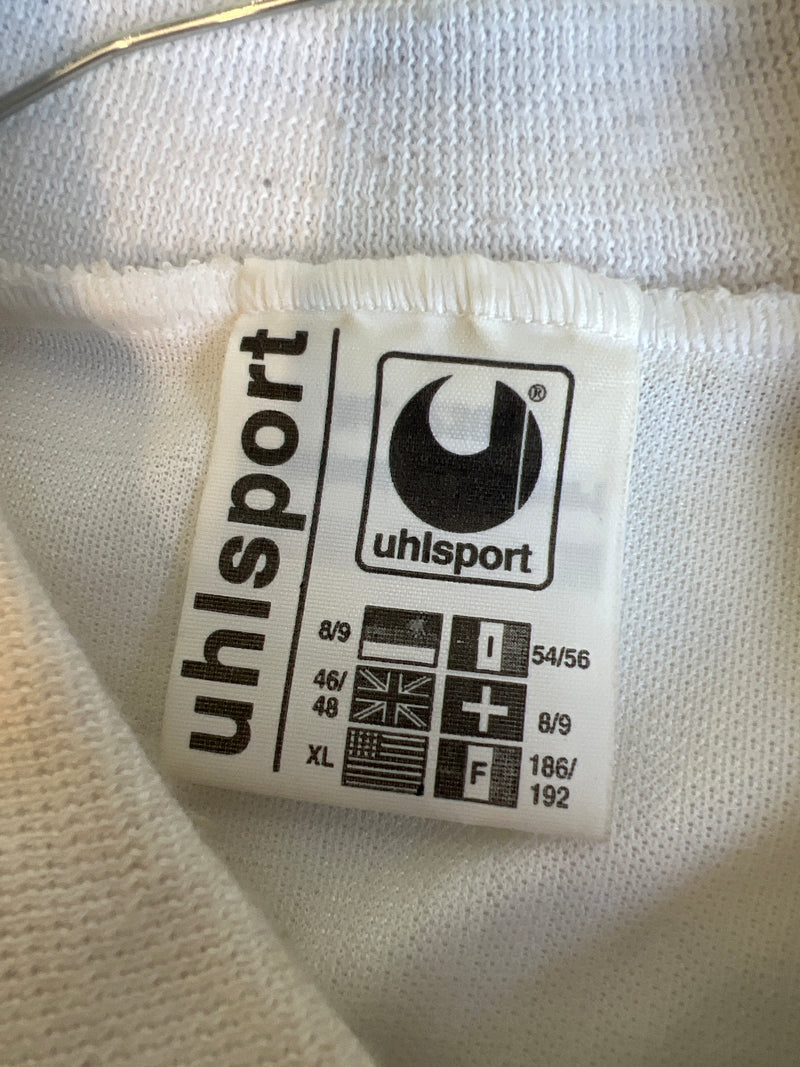 uhlsport
®
uhlsport
8/9
I
54/56
46/
48
8/9
XL
F
186/
192